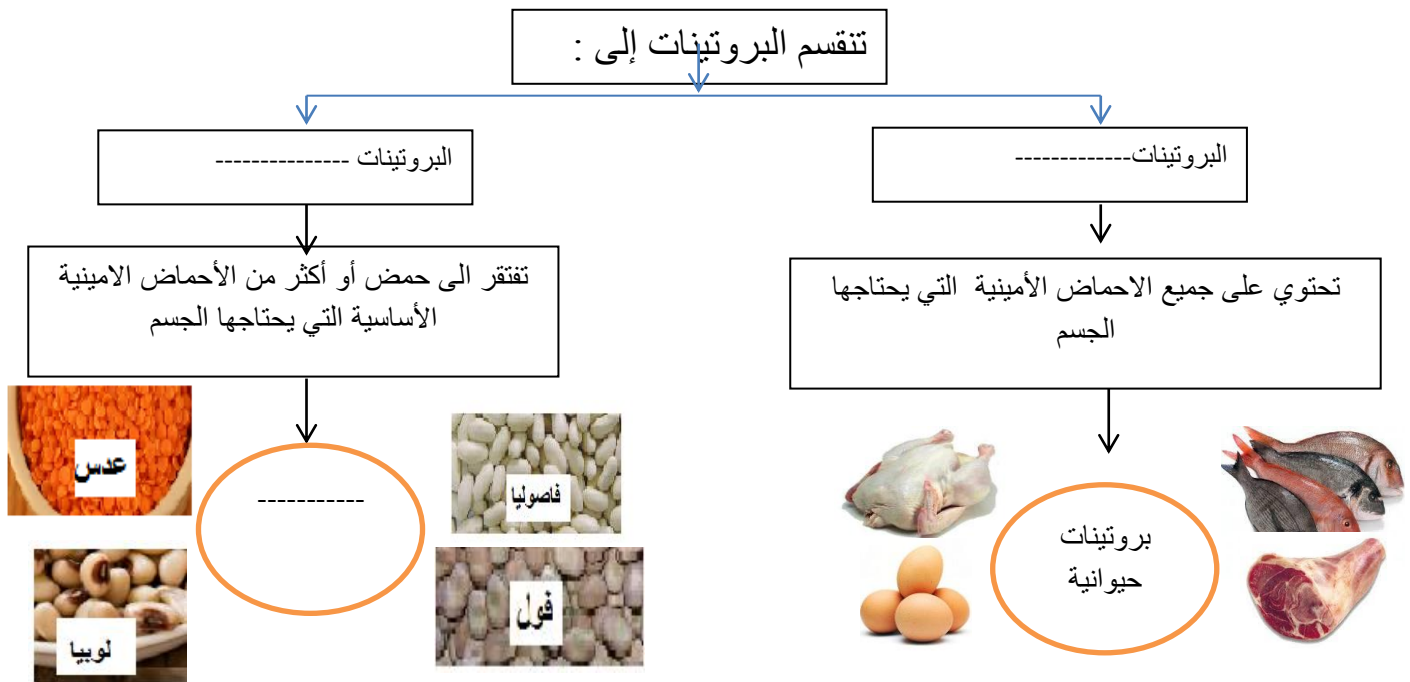 تنقسم البروتينات إلى :
البروتينات-------------
البروتينات ---------------
تحتوي على جميع الاحماض الأمينية التي يحتاجها
الجسم
تفتقر الى حمض أو أكثر من الأحماض الامينية
الأساسية التي يحتاجها الجسم
بروتينات
حيوانية
-----------
فاصوليا
عدس
فول
لوبيا